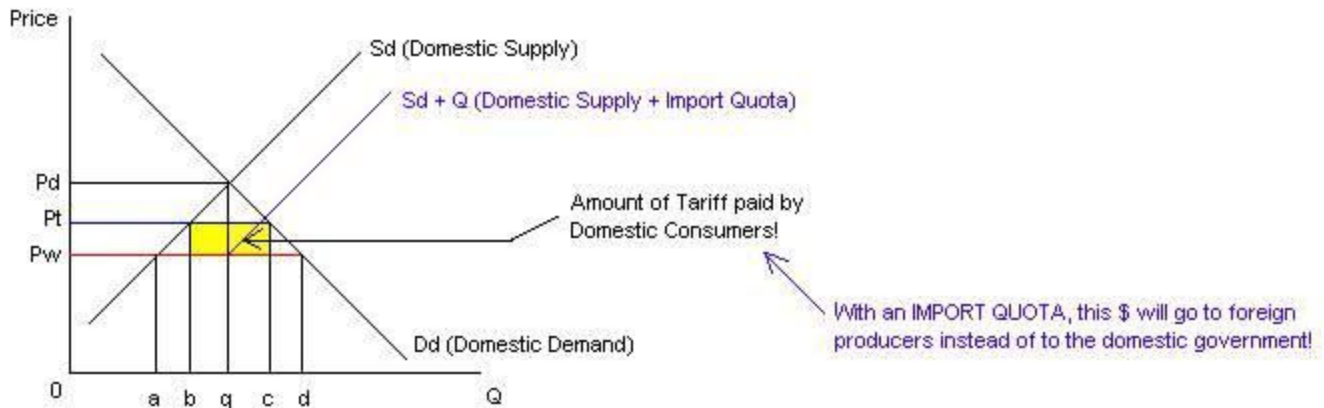 Price
Sd (Domestic Supply)
Sd + Q (Domestic Supply + Import Quota)
Pd
Pt
Pw
Amount of Tariff paid by
Domestic Consumers!
With an IMPORT QUOTA, this $ will go to foreign
producers instead of to the domestic government!
Dd (Domestic Demand)
0
a b q c d
Q